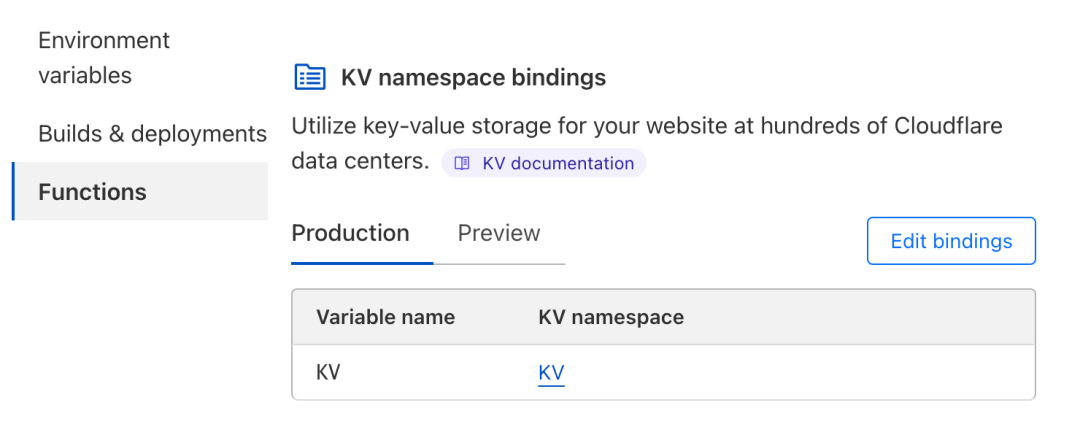 Environment
variables
Builds & deployments
Functions
KV namespace bindings
Utilize key-value storage for your website at hundreds of Cloudflare
data centers. KV documentation
Production Preview Edit bindings
Variable name KV namespace
KV KV